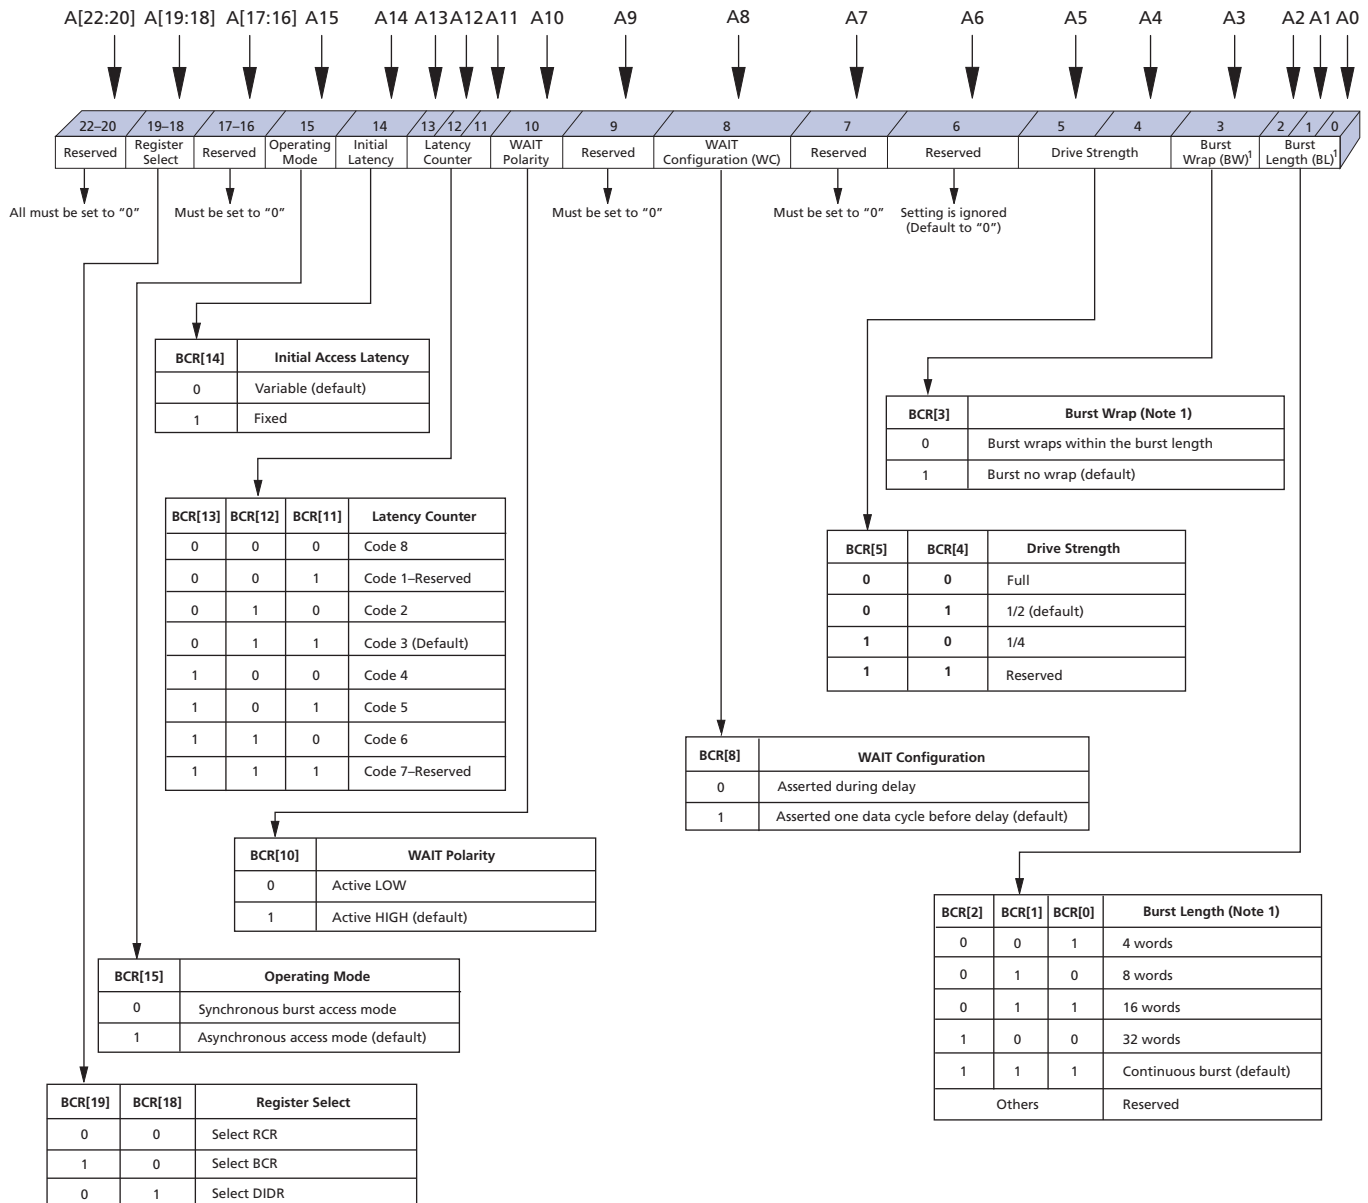 A[22:20] A[19:18] A[17:16] A15 A14 A13 A12 A11 A10 A9 A8 A7 A6 A5 A4 A3 A2 A1 A0
22–20 19–18 17–16 15 14 13 12 11 10 9 8 7 6 5 4 3 2 1 0
Reserved
Register
Select
Reserved
Operating
Mode
Initial
Latency
Latency
Counter
WAIT
Polarity
Reserved
WAIT
Configuration (WC)
Reserved
Reserved
Drive Strength
Burst
Wrap (BW)1
Burst
Length (BL)1
All must be set to “0”
Must be set to “0”
Must be set to “0”
Must be set to “0”
Setting is ignored
(Default to “0”)
BCR[14] Initial Access Latency
0 Variable (default)
1 Fixed
BCR[3] Burst Wrap (Note 1)
0 Burst wraps within the burst length
1 Burst no wrap (default)
BCR[13] BCR[12] BCR[11] Latency Counter
0 0 0 Code 8
0 0 1 Code 1–Reserved
0 1 0 Code 2
0 1 1 Code 3 (Default)
1 0 0 Code 4
1 0 1 Code 5
1 1 0 Code 6
1 1 1 Code 7–Reserved
BCR[5] BCR[4] Drive Strength
0 0 Full
0 1 1/2 (default)
1 0 1/4
1 1 Reserved
BCR[8] WAIT Configuration
0 Asserted during delay
1 Asserted one data cycle before delay (default)
BCR[10] WAIT Polarity
0 Active LOW
1 Active HIGH (default)
BCR[2] BCR[1] BCR[0] Burst Length (Note 1)
0 0 1 4 words
0 1 0 8 words
0 1 1 16 words
1 0 0 32 words
1 1 1 Continuous burst (default)
Others Reserved
BCR[15] Operating Mode
0 Synchronous burst access mode
1 Asynchronous access mode (default)
BCR[19] BCR[18] Register Select
0 0 Select RCR
1 0 Select BCR
0 1 Select DIDR